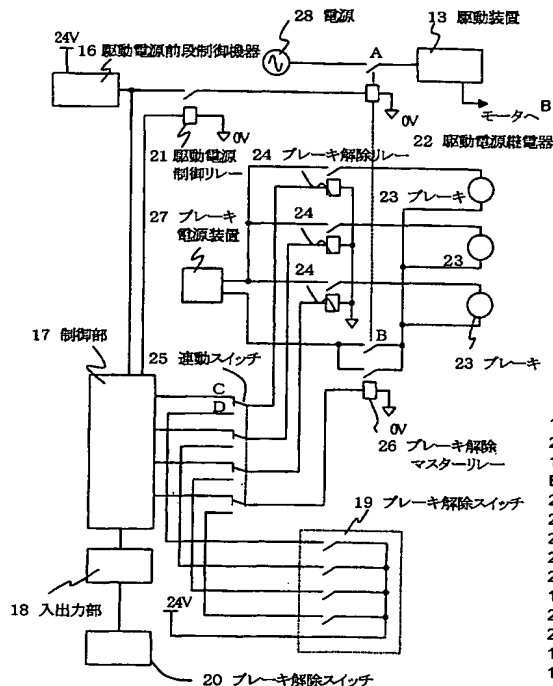 28 電源
13 駆動装置
24V
16 駆動電源前段制御機器
A
B
モータへ
0V
0V
22 駆動電源継電器
21 駆動電源
制御リレー
24 ブレーキ解除リレー
23 ブレーキ
27 ブレーキ
電源装置
24
23
24
17 制御部
25 連動スイッチ
B
23 ブレーキ
C
D
0V
26 ブレーキ解除
マスターリレー
19 ブレーキ解除スイッチ
24V
18 入出力部
20 ブレーキ解除スイッチ